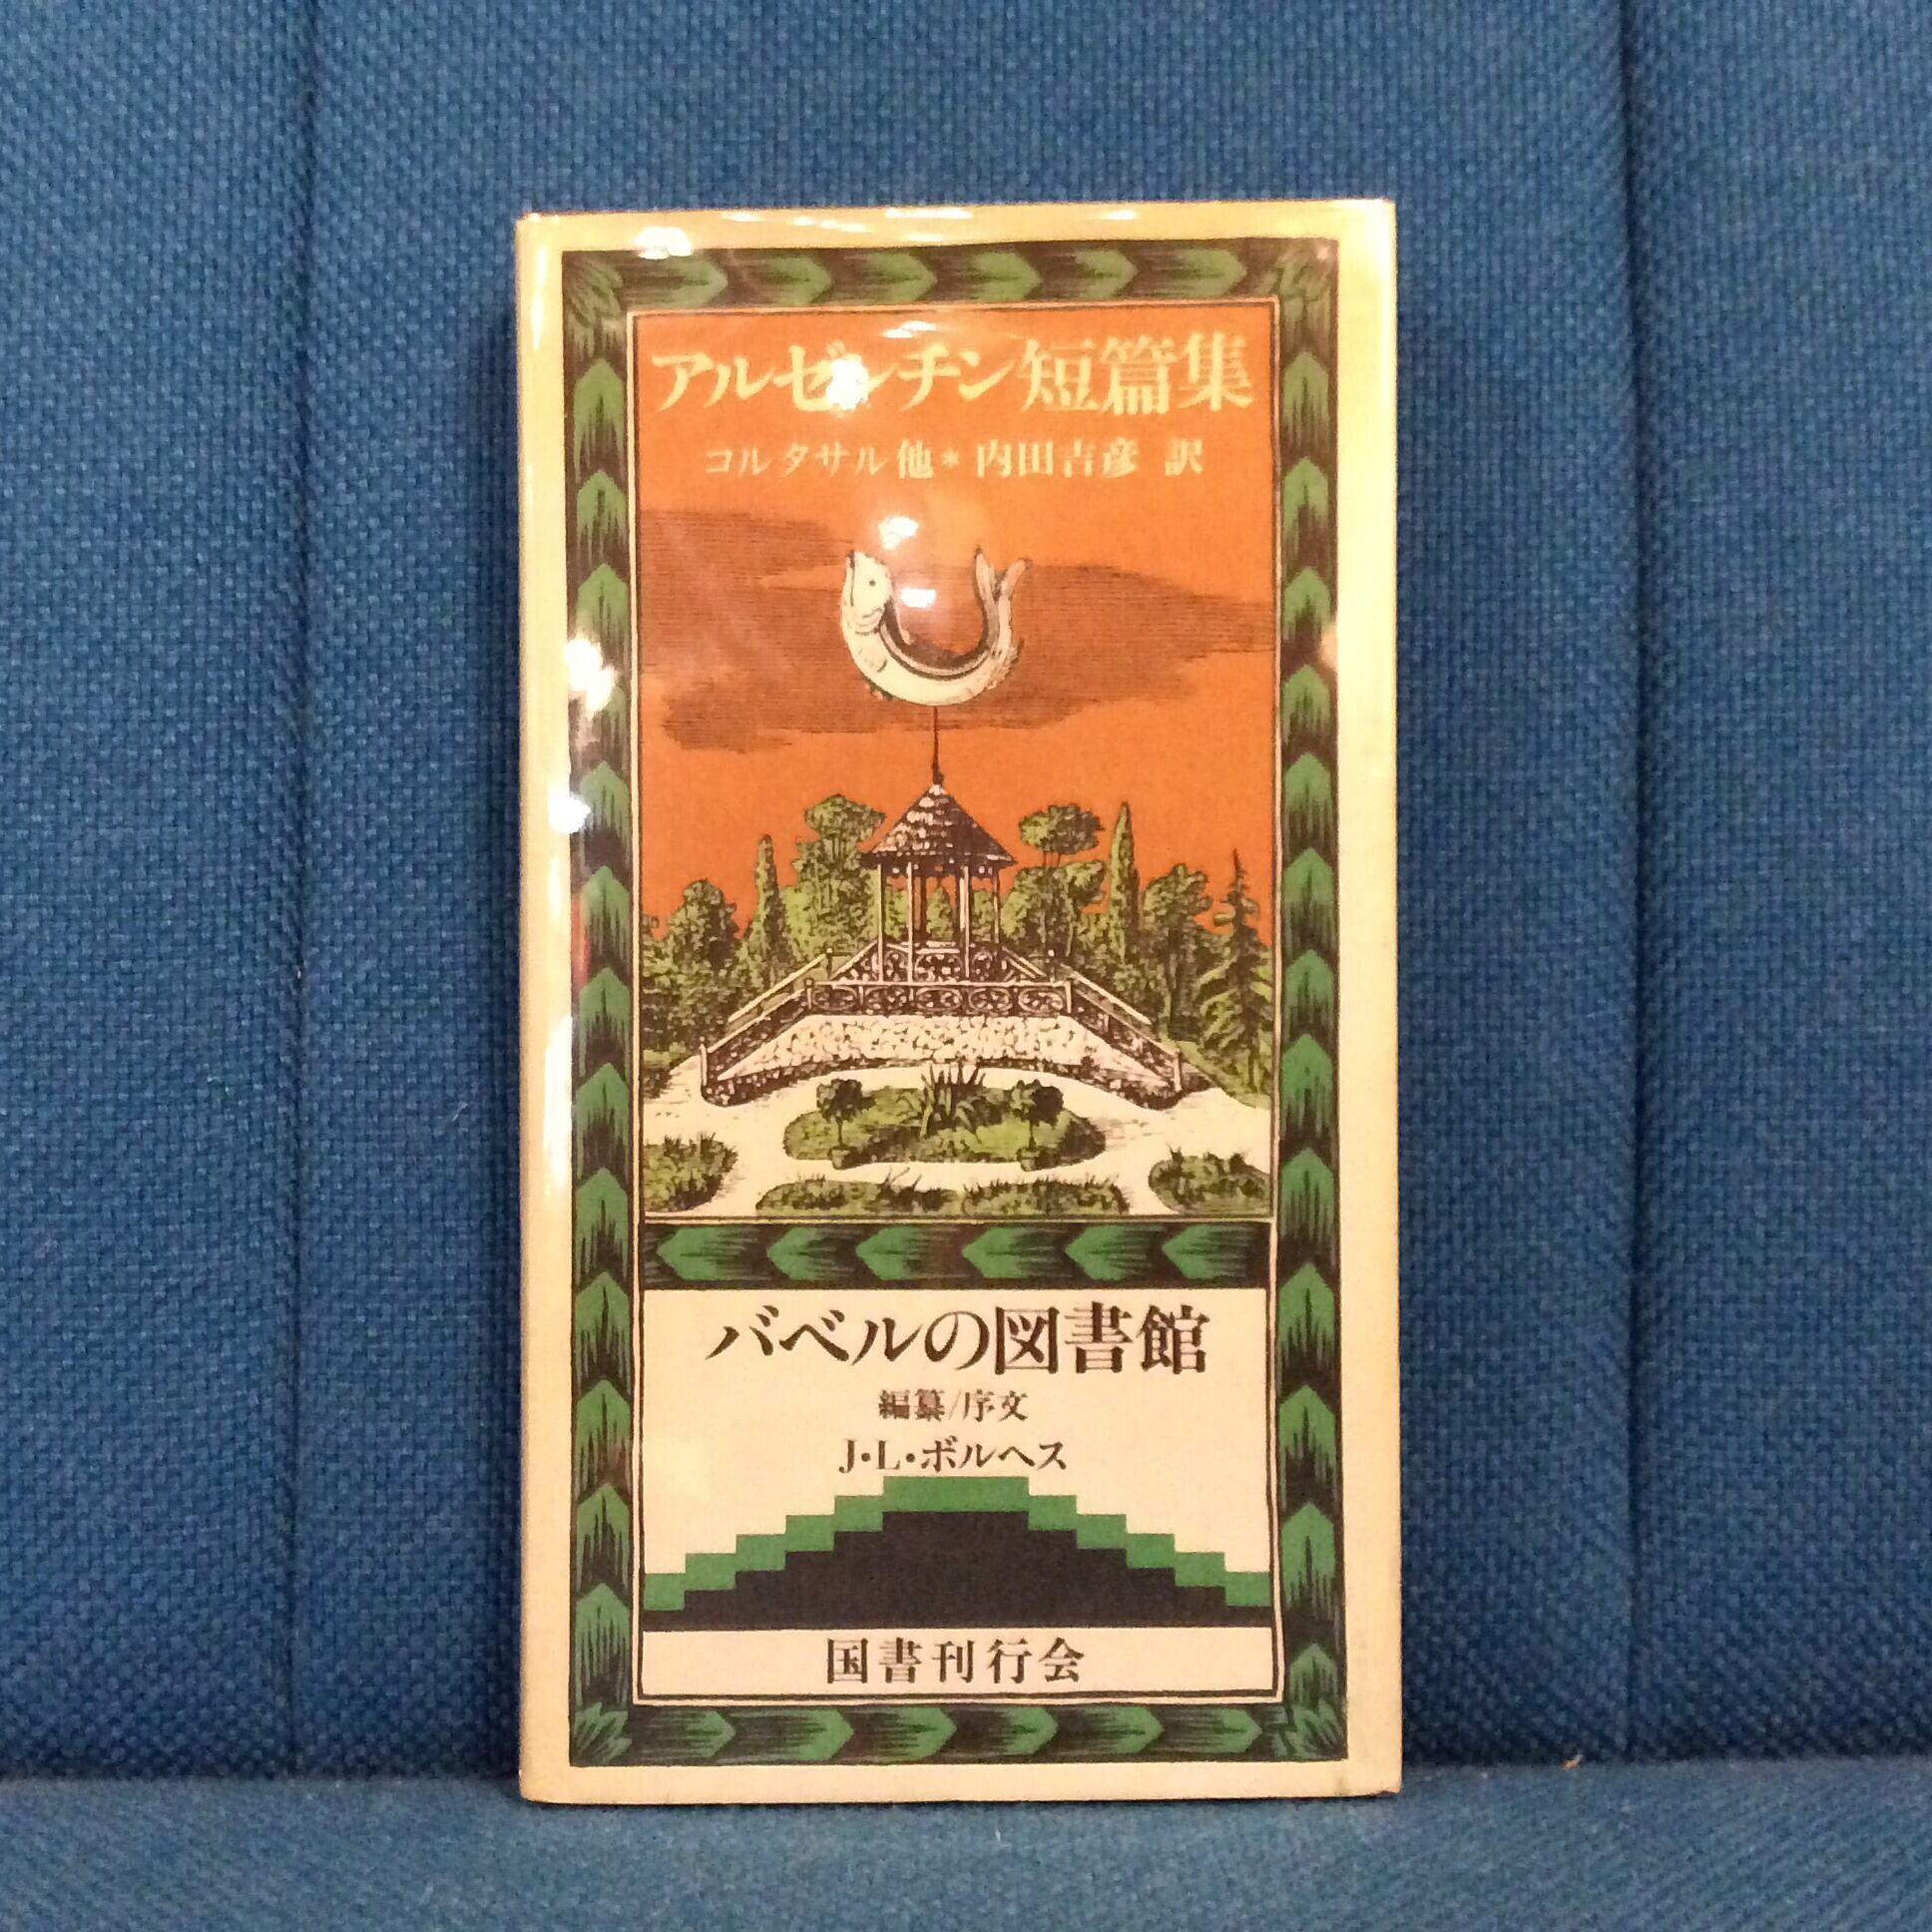 アルゼンチン短篇集
コルタサル他*内田吉彦 訳
バベルの図書館
編纂/序文
J・L・ボルヘス
国書刊行会